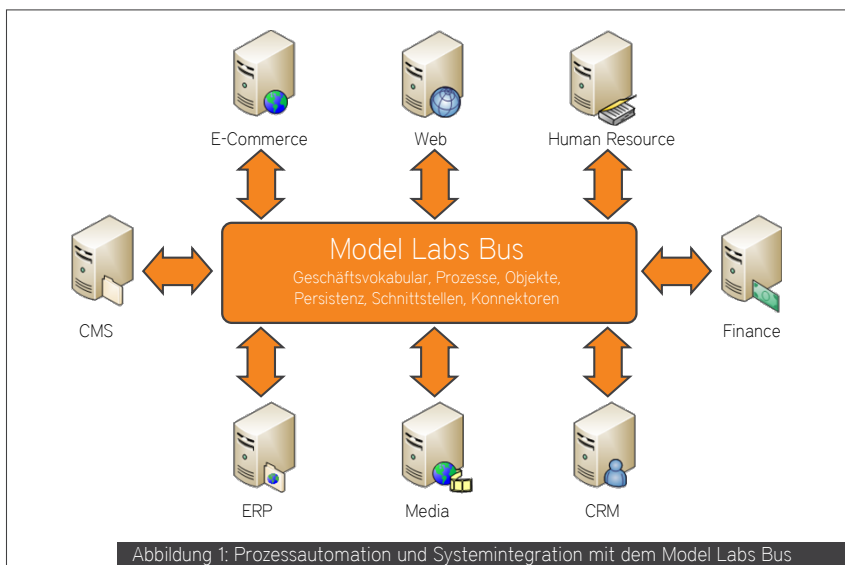 E-Commerce
Web
Human Resource
Model Labs Bus
Geschäftsvokabular, Prozesse, Objekte,
Persistenz, Schnittstellen, Konnektoren
CMS
Finance
ERP
Media
CRM
Abbildung 1: Prozessautomation und Systemintegration mit dem Model Labs Bus